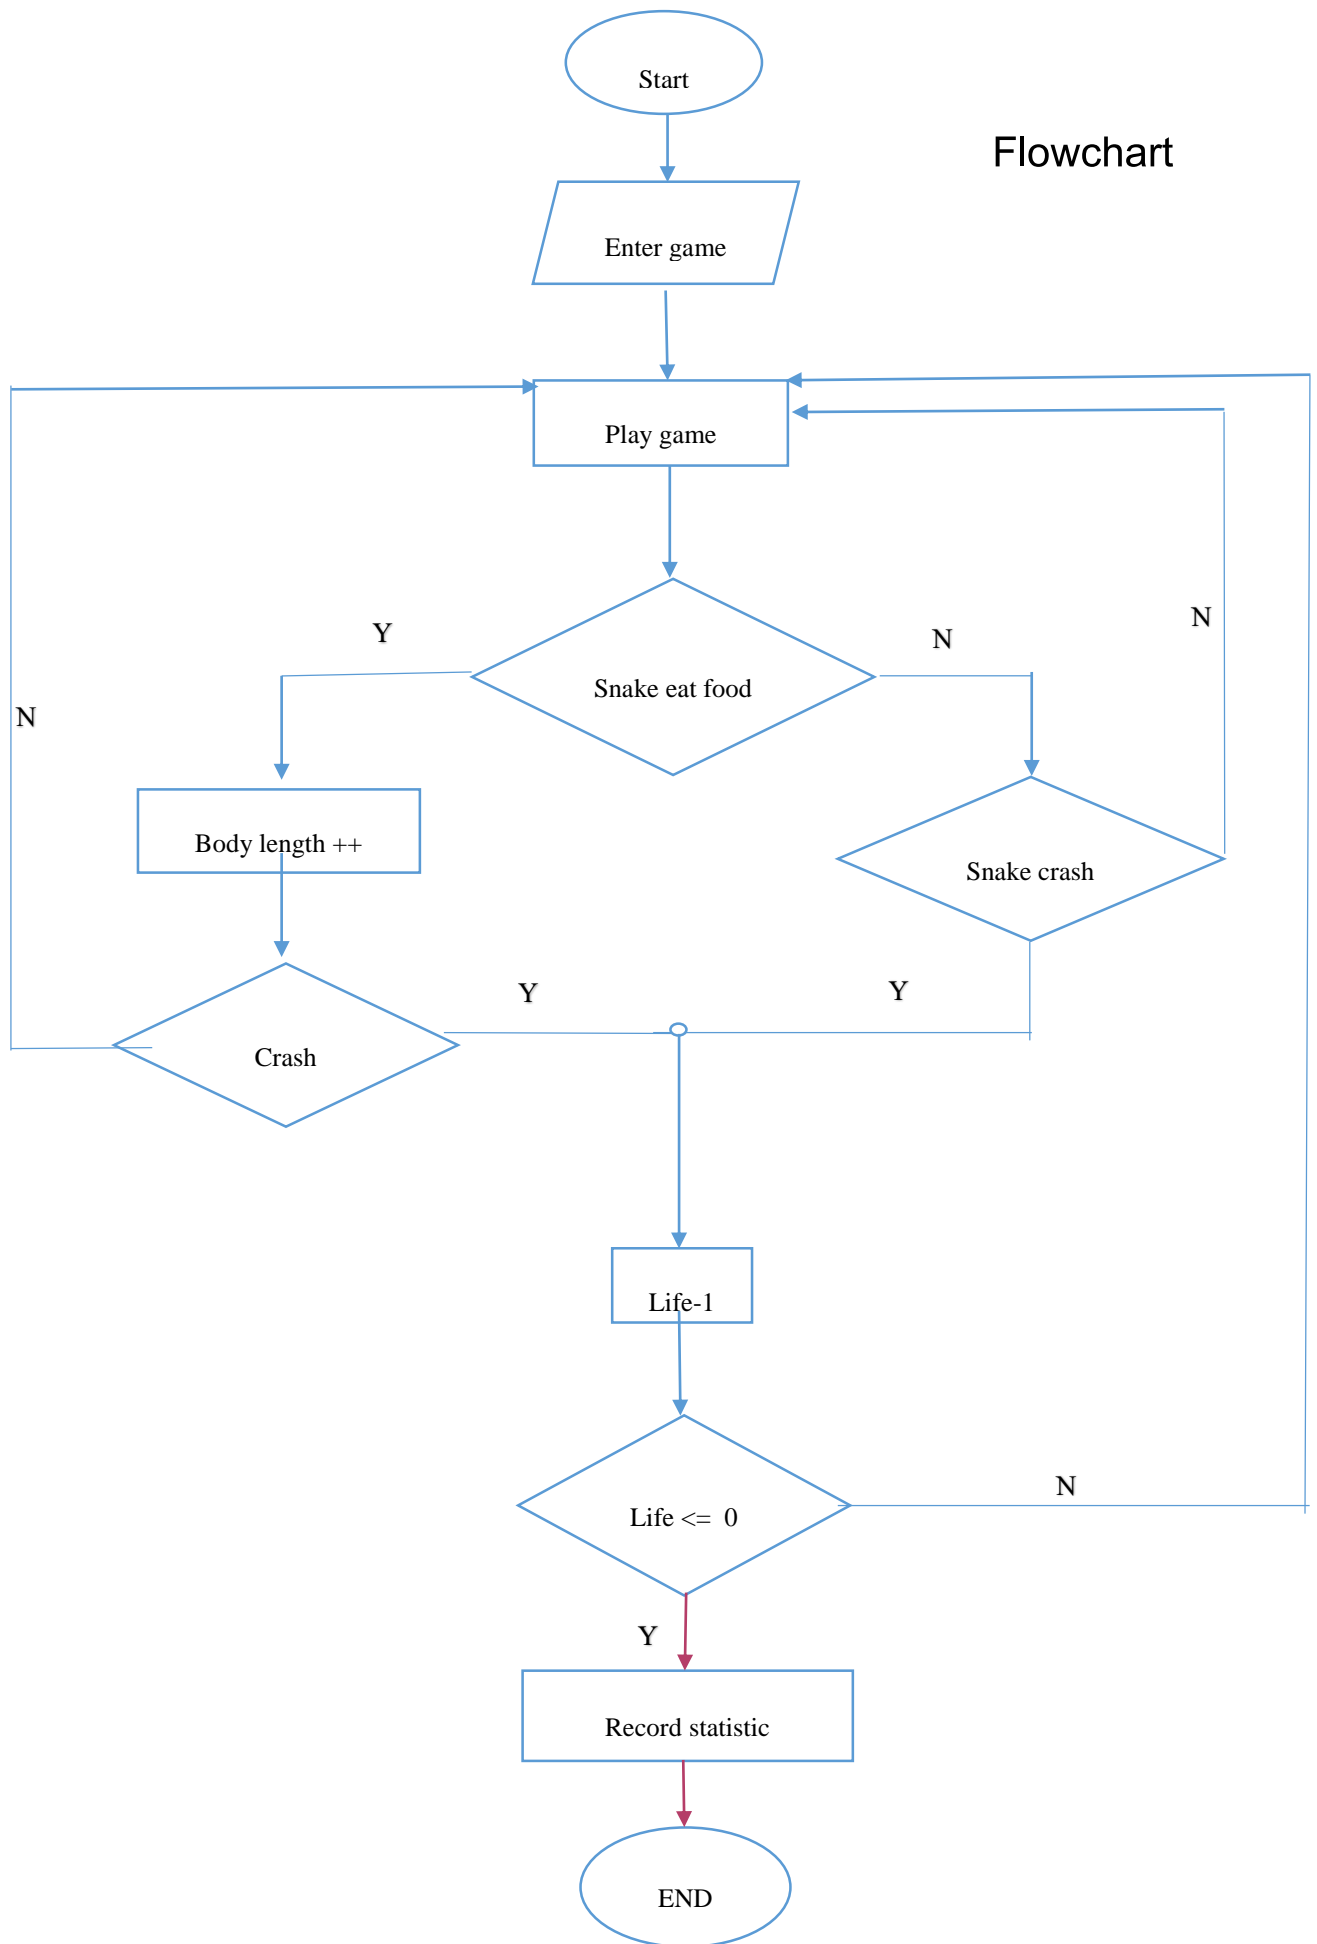 Start
Flowchart
Enter game
Play game
Y
N
N
Snake eat food
N
Body length ++
Snake crash
Y
Y
Crash
Life-1
N
Life <= 0
Y
Record statistic
END